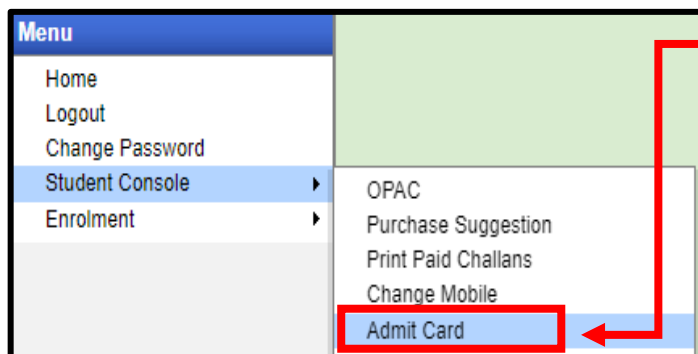 Menu
Home
Logout
Change Password
Student Console
Enrolment
OPAC
Purchase Suggestion
Print Paid Challans
Change Mobile
Admit Card